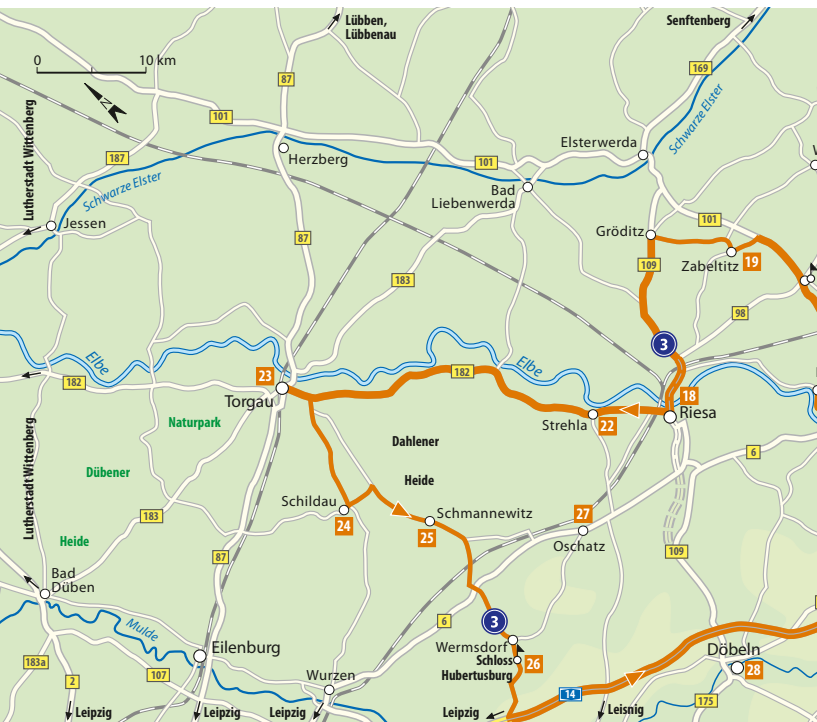 Lübben,
Lübbenau
Senftenberg
0
10 km
N
87
169
101
Lutherstadt Wittenberg
187
Schwarze Elster
Herzberg
101
Elsterwerda
Schwarze Elster
Bad
Liebenwerda
Jessen
87
Gröditz
101
109
Zabeltitz
19
183
98
3
Elbe
182
23
Torgau
182
Elbe
18
Riesa
Strehla
22
Naturpark
Dübener
Heide
Dahlener
Heide
6
Lutherstadt Wittenberg
183
Schildau
24
Schmannewitz
25
27
Oschatz
87
109
Bad
Düben
Mulde
6
3
Wermsdorf
Schloss
Hubertusburg
26
Eilenburg
Döbeln
28
183a
2
107
Wurzen
14
175
Leipzig
Leipzig
Leipzig
Leipzig
Leisnig